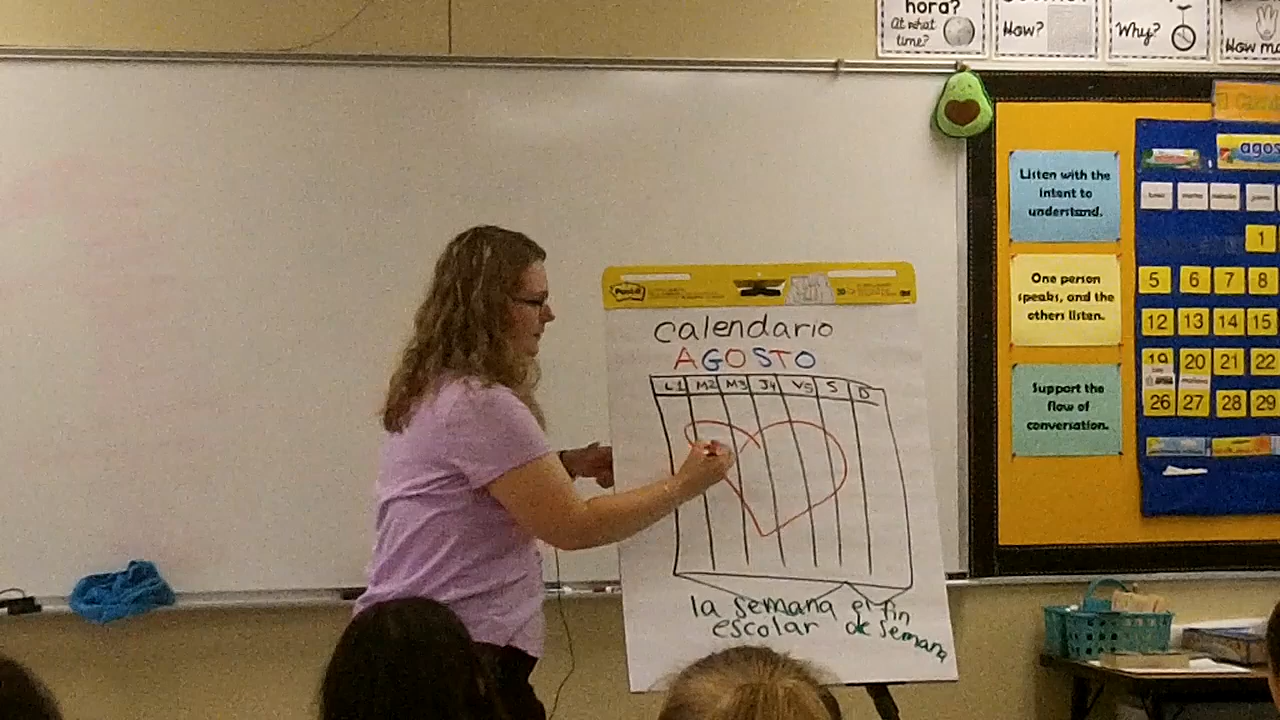 hora?
At what
time?
How?
Why?
How
Post-it
calendario
AGOSTO
L1 M2 M3 J4 V5 S D
la semana
escolar
el fin
de semana
Listen with the
intent to
understand.
One person
speaks, and the
others listen.
Support the
flow of
conversation.
agos
1
5 6 7 8
12 13 14 15
19 20 21 22
26 27 28 29